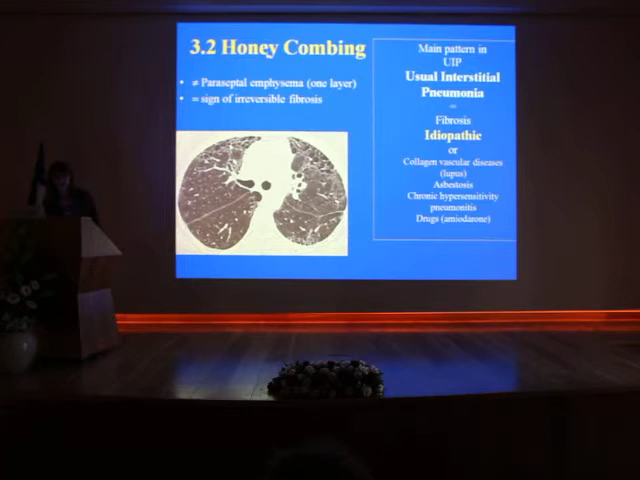 3.2 Honey Combing
• ≠ Paraseptal emphysema (one layer)
• = sign of irreversible fibrosis
Main pattern in
UIP
Usual Interstitial
Pneumonia
=
Fibrosis
Idiopathic
or
Collagen vascular diseases
(lupus)
Asbestosis
Chronic hypersensitivity
pneumonitis
Drugs (amiodarone)